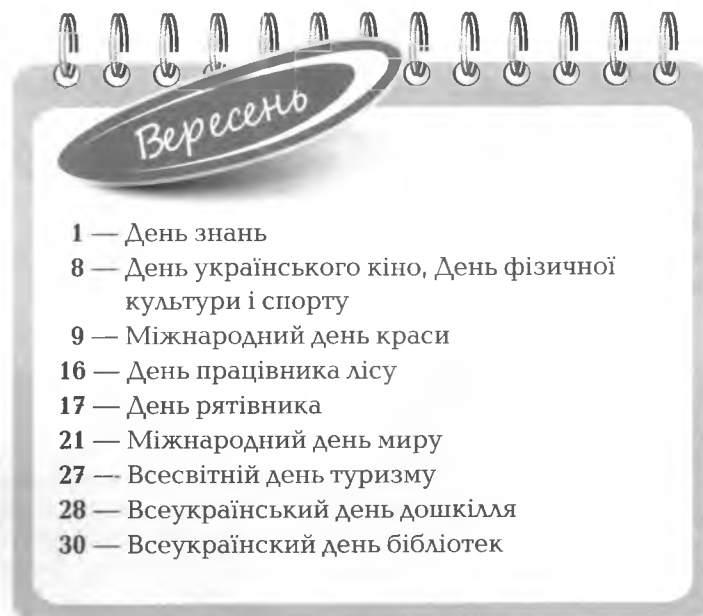 Вересень
1 — День знань
8 — День українського кіно, День фізичної
культури і спорту
9 — Міжнародний день краси
16 — День працівника лісу
17 — День рятівника
21 — Міжнародний день миру
27 — Всесвітній день туризму
28 — Всеукраїнський день дошкілля
30 — Всеукраїнский день бібліотек